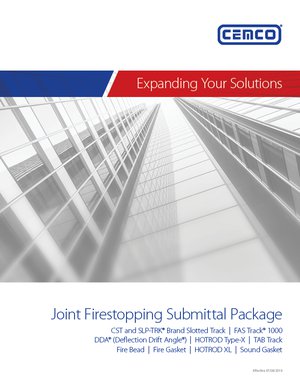 CEMCO
Expanding Your Solutions
Joint Firestopping Submittal Package
CST and SLP-TRK® Brand Slotted Track | FAS Track® 1000
DDA® (Deflection Drift Angle®) | HOTROD Type-X | TAB Track
Fire Bead | Fire Gasket | HOTROD XL | Sound Gasket